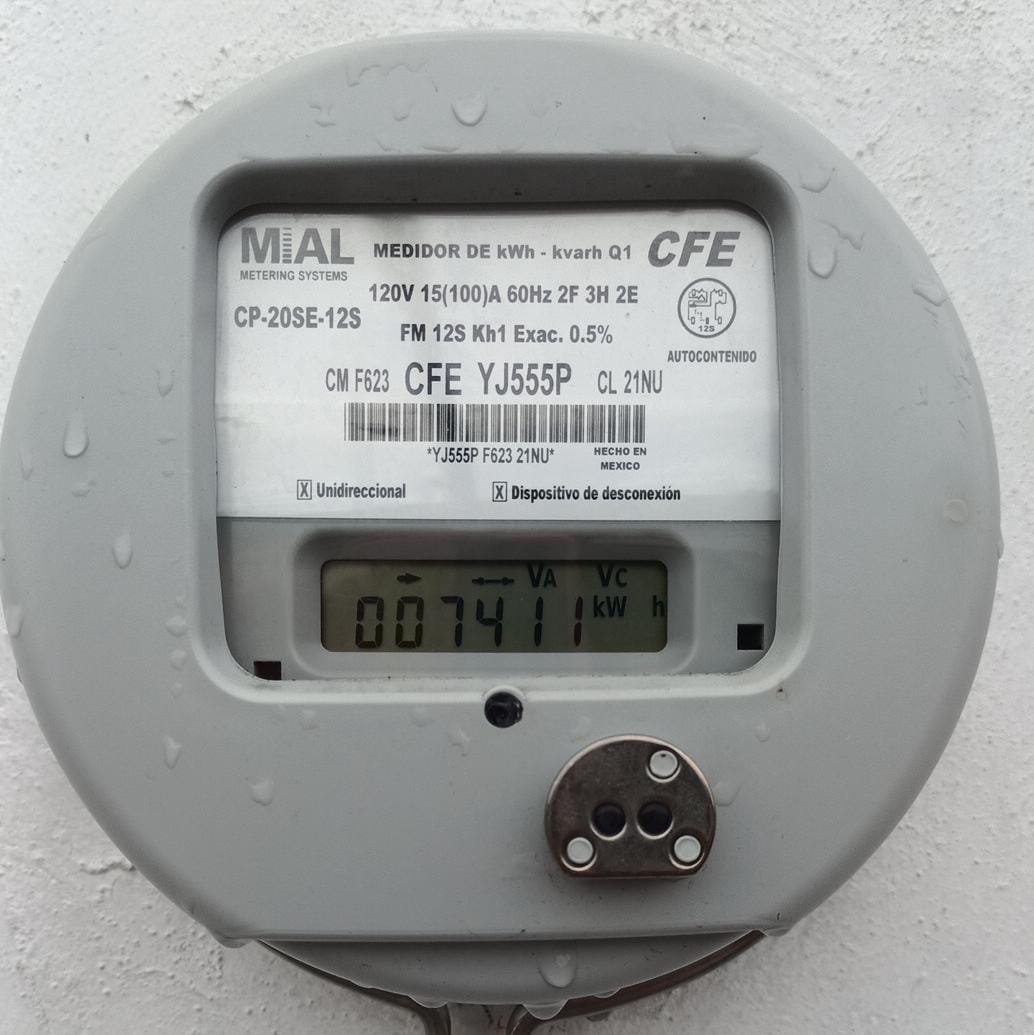 MIAL
METERING SYSTEMS
MEDIDOR DE kWh - kvarh Q1
CFE
120V 15(100)A 60Hz 2F 3H 2E
CP-20SE-12S
FM 12S Kh1 Exac. 0.5%
12S
AUTOCONTENIDO
CM F623 CFE YJ555P CL 21NU
*YJ555P F623 21NU*
HECHO EN
MEXICO
X Unidireccional
X Dispositivo de desconexión
VA VC
007411 kW h